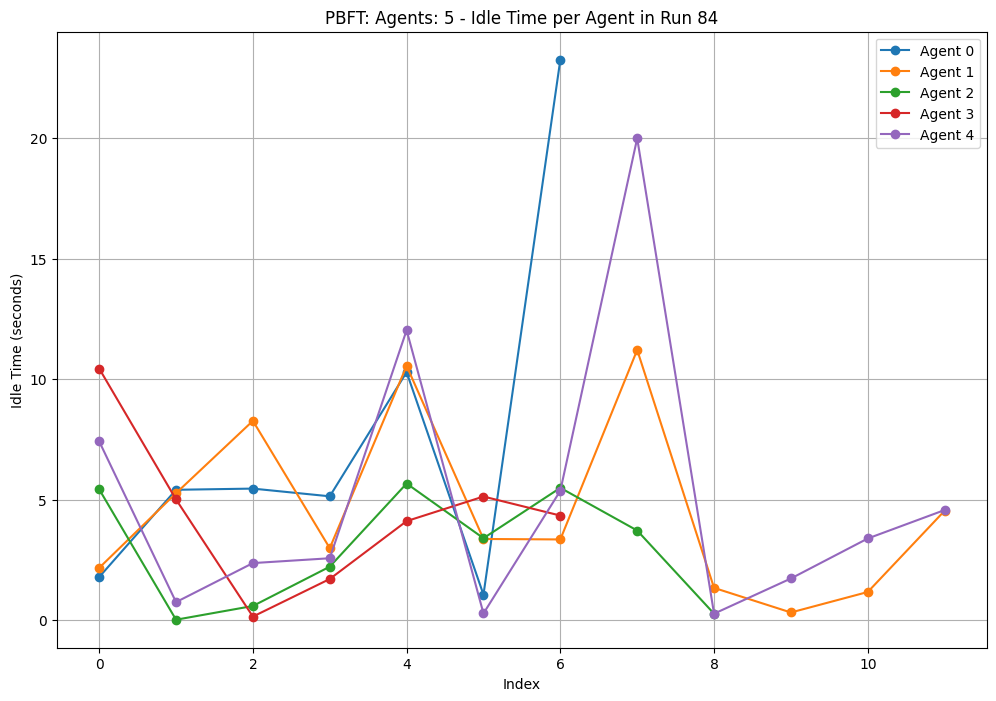 PBFT: Agents: 5 - Idle Time per Agent in Run 84
Agent 0
Agent 1
Agent 2
Agent 3
Agent 4
Idle Time (seconds)
20
15
10
5
0
0 2 4 6 8 10
Index